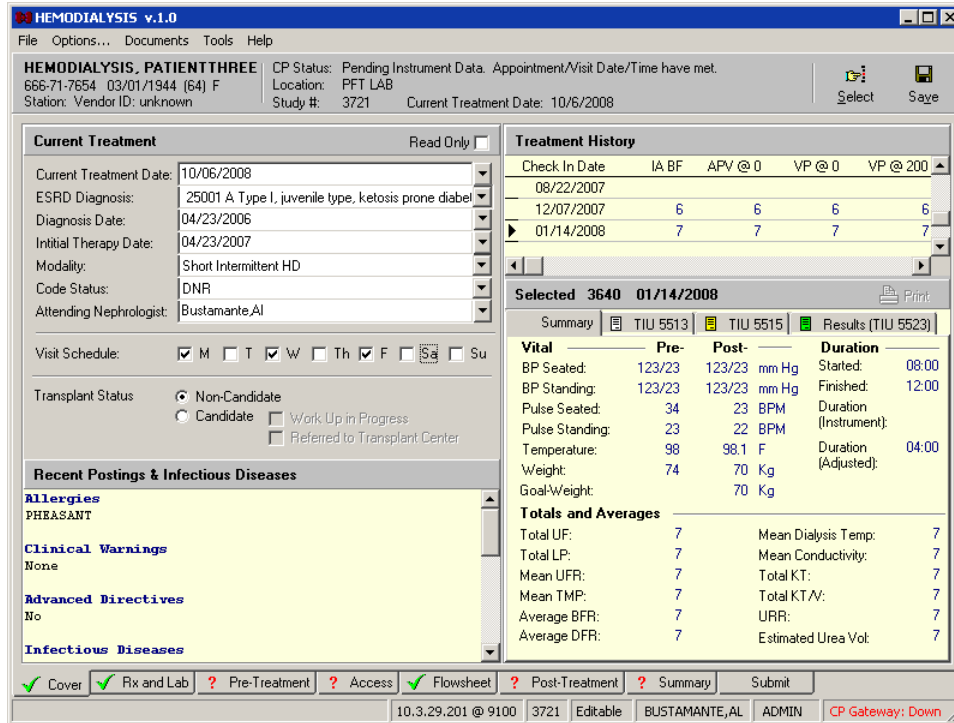 HEMODIALYSIS v.1.0
File Options... Documents Tools Help
HEMODIALYSIS, PATIENTTHREE
666-71-7654 03/01/1944 (64) F
Station: Vendor ID: unknown
CP Status: Pending Instrument Data. Appointment/Visit Date/Time have met.
Location: PFT LAB
Study #: 3721 Current Treatment Date: 10/6/2008
Select Save
Current Treatment Read Only
Current Treatment Date: 10/06/2008
ESRD Diagnosis: 25001 A Type I, juvenile type, ketosis prone diabet
Diagnosis Date: 04/23/2006
Intitial Therapy Date: 04/23/2007
Modality: Short Intermittent HD
Code Status: DNR
Attending Nephrologist: Bustamante,Al
Visit Schedule: M T W Th F Sa Su
Transplant Status Non-Candidate
Candidate Work Up in Progress
Referred to Transplant Center
Recent Postings & Infectious Diseases
Allergies
PHEASANT
Clinical Warnings
None
Advanced Directives
No
Infectious Diseases
Treatment History
Check In Date IA BF APV @ 0 VP @ 0 VP @ 200
08/22/2007
12/07/2007 6 6 6 6
01/14/2008 7 7 7 7
Selected 3640 01/14/2008 Print
Summary TIU 5513 TIU 5515 Results (TIU 5523)
Vital Pre- Post- Duration
BP Seated: 123/23 123/23 mm Hg Started: 08:00
BP Standing: 123/23 123/23 mm Hg Finished: 12:00
Pulse Seated: 34 23 BPM Duration (Instrument):
Pulse Standing: 23 22 BPM
Temperature: 98 98.1 F Duration (Adjusted): 04:00
Weight: 74 70 Kg
Goal-Weight: 70 Kg
Totals and Averages
Total UF: 7 Mean Dialysis Temp: 7
Total LP: 7 Mean Conductivity: 7
Mean UFR: 7 Total KT: 7
Mean TMP: 7 Total KT/V: 7
Average BFR: 7 URR: 7
Average DFR: 7 Estimated Urea Vol: 7
Cover Rx and Lab ? Pre-Treatment ? Access Flowsheet ? Post-Treatment ? Summary Submit
10.3.29.201 @ 9100 3721 Editable BUSTAMANTE,AL ADMIN CP Gateway: Down